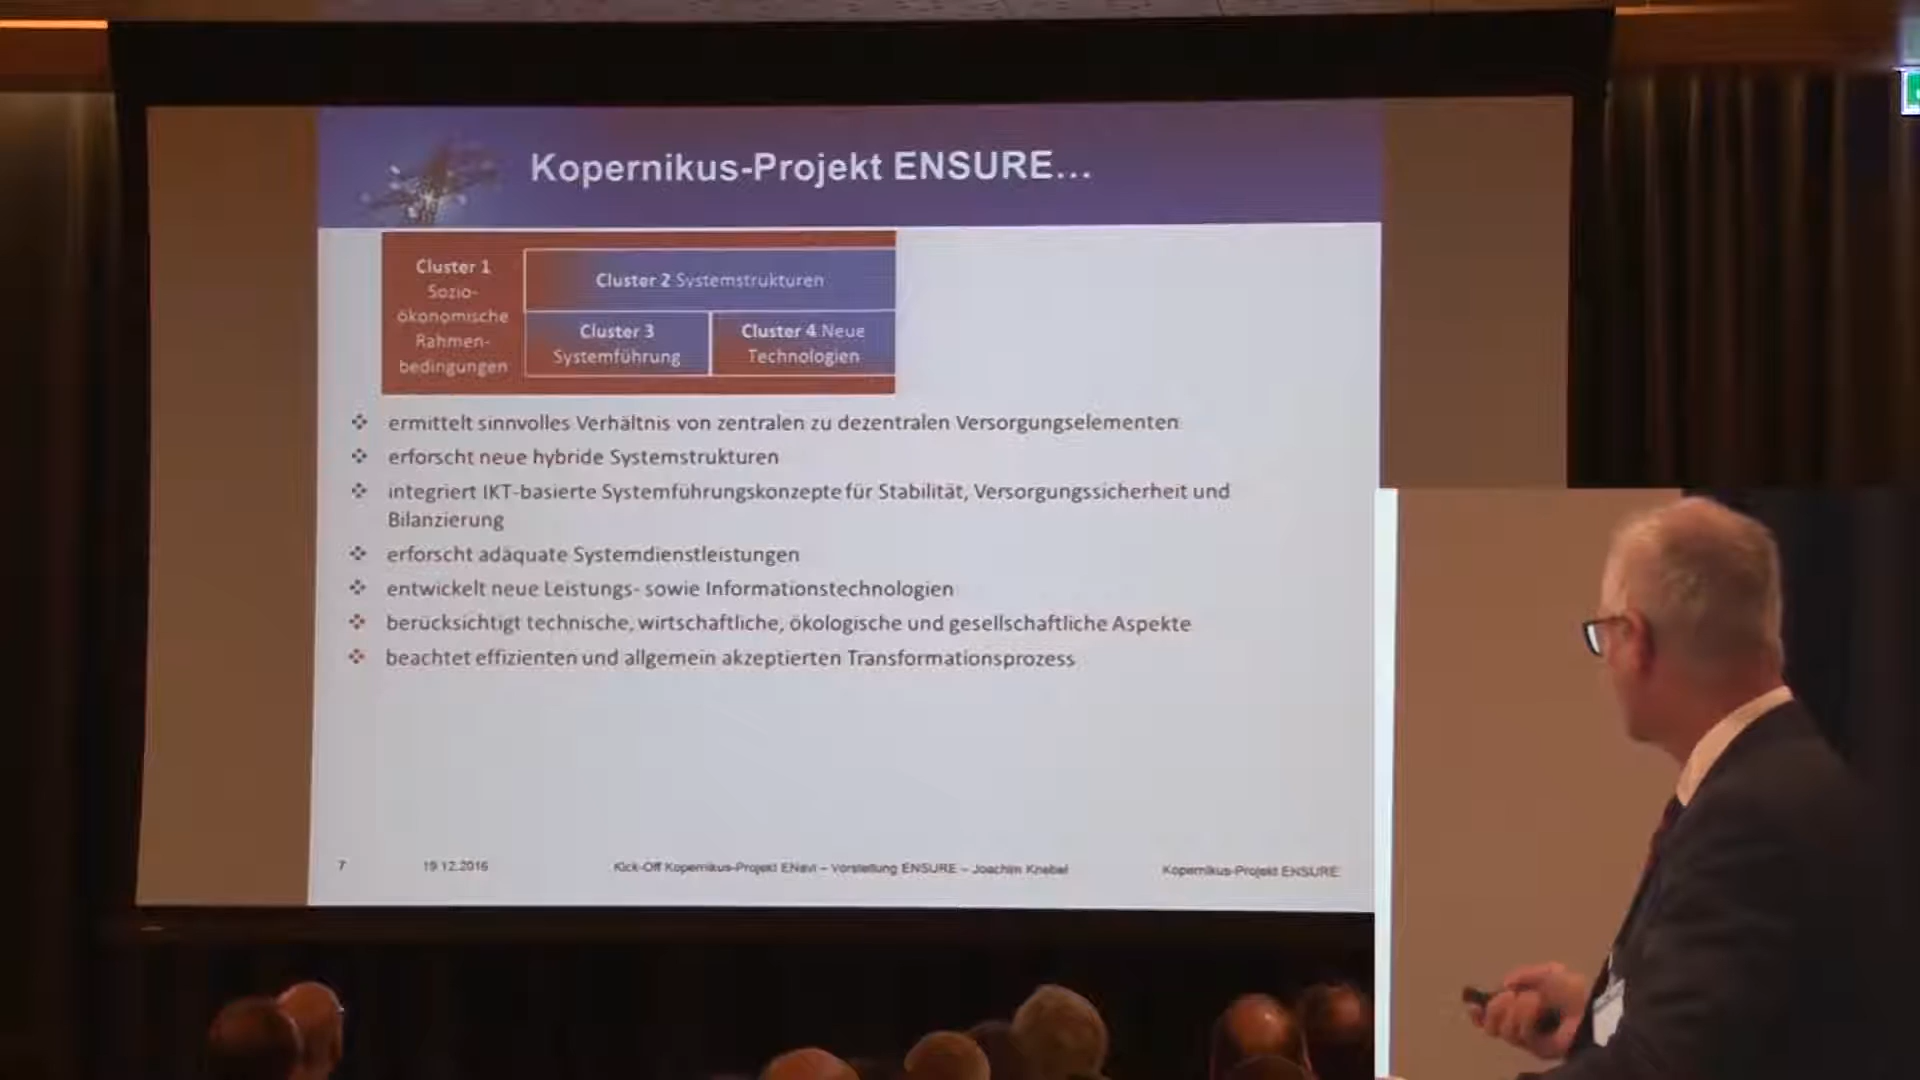 Kopernikus-Projekt ENSURE...
Cluster 1
Sozio-
ökonomische
Rahmen-
bedingungen
Cluster 2 Systemstrukturen
Cluster 3
Systemführung
Cluster 4 Neue
Technologien
ermittelt sinnvolles Verhältnis von zentralen zu dezentralen Versorgungselementen
erforscht neue hybride Systemstrukturen
integriert IKT-basierte Systemführungskonzepte für Stabilität, Versorgungssicherheit und
Bilanzierung
erforscht adäquate Systemdienstleistungen
entwickelt neue Leistungs- sowie Informationstechnologien
berücksichtigt technische, wirtschaftliche, ökologische und gesellschaftliche Aspekte
beachtet effizienten und allgemein akzeptierten Transformationsprozess
7
19.12.2016
Kick-Off Kopernikus-Projekt ENavi – Vorstellung ENSURE – Joachim Knebel
Kopernikus-Projekt ENSURE